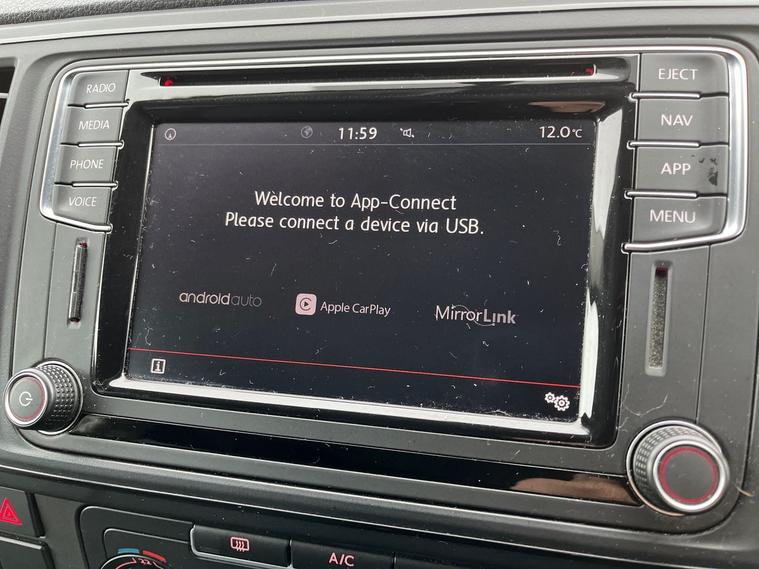 RADIO
MEDIA
PHONE
VOICE
EJECT
NAV
APP
MENU
11:59
12.0°C
Welcome to App-Connect
Please connect a device via USB.
androidauto
Apple CarPlay
MirrorLink
i
A/C
22